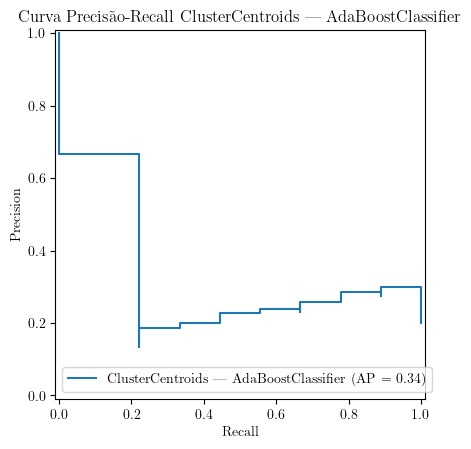 Curva Precisão-Recall ClusterCentroids — AdaBoostClassifier
1.0
0.8
0.6
0.4
0.2
0.0
Precision
ClusterCentroids — AdaBoostClassifier (AP = 0.34)
0.0 0.2 0.4 0.6 0.8 1.0
Recall